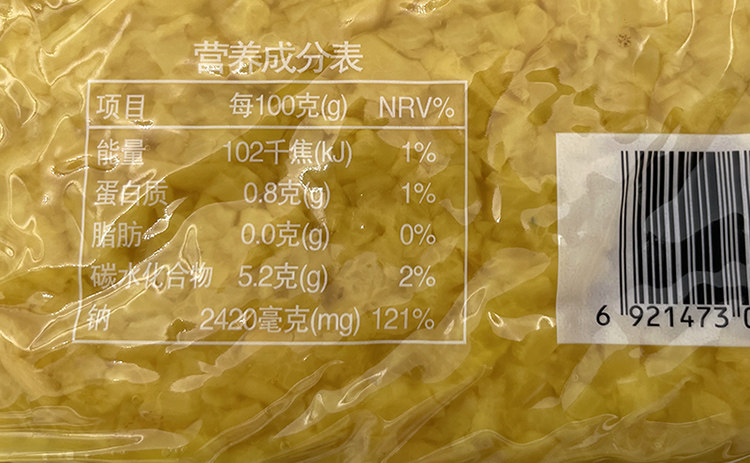 营养成分表
项目 每100克(g) NRV%
能量 102千焦(kJ) 1%
蛋白质 0.8克(g) 1%
脂肪 0.0克(g) 0%
碳水化合物 5.2克(g) 2%
钠 2420毫克(mg) 121%
6 921473